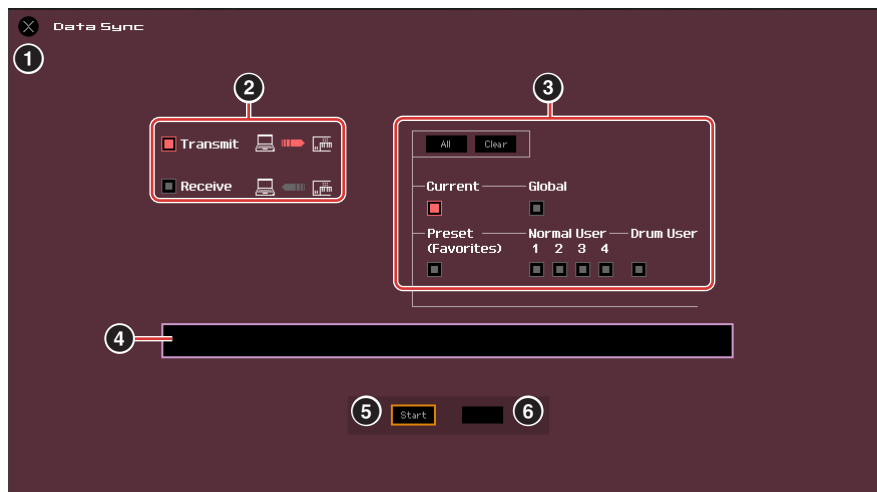 Data Sync
1
2
3
Transmit
Receive
All Clear
Current Global
Preset Normal User Drum User
(Favorites) 1 2 3 4
4
5 Start 6